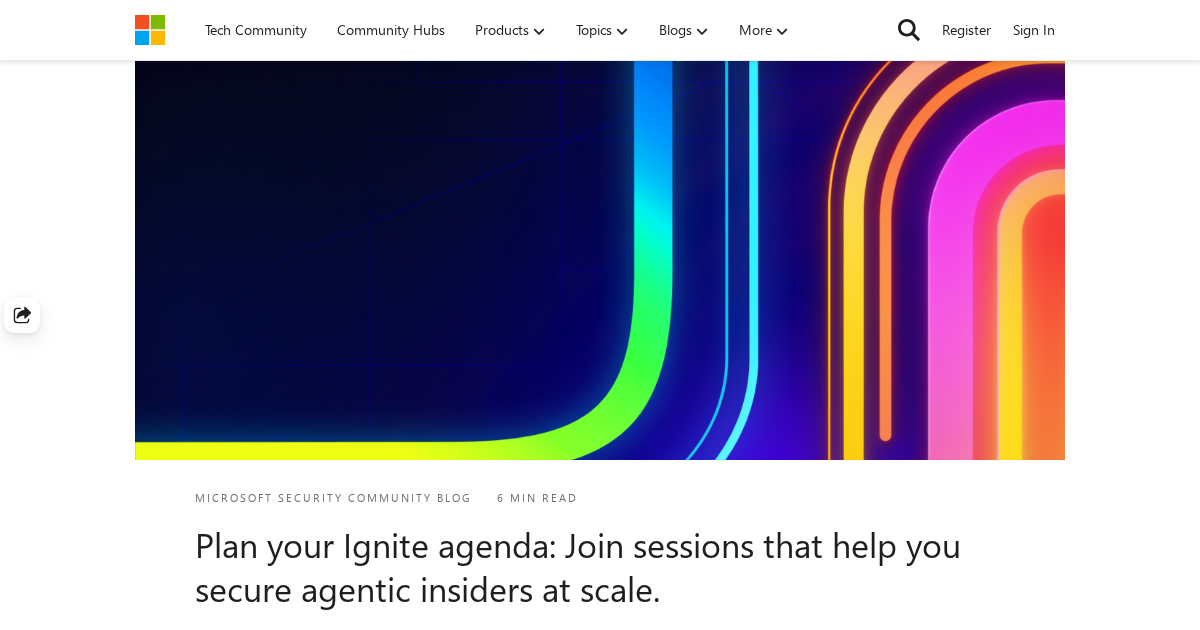 Tech Community Community Hubs Products Topics Blogs More Register Sign In
MICROSOFT SECURITY COMMUNITY BLOG 6 MIN READ
Plan your Ignite agenda: Join sessions that help you
secure agentic insiders at scale.